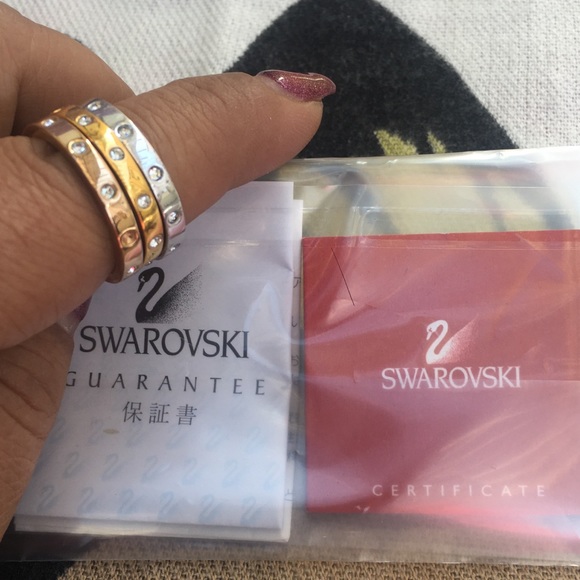 SWAROVSKI
GUARANTEE
保証書
SWAROVSKI
CERTIFICATE